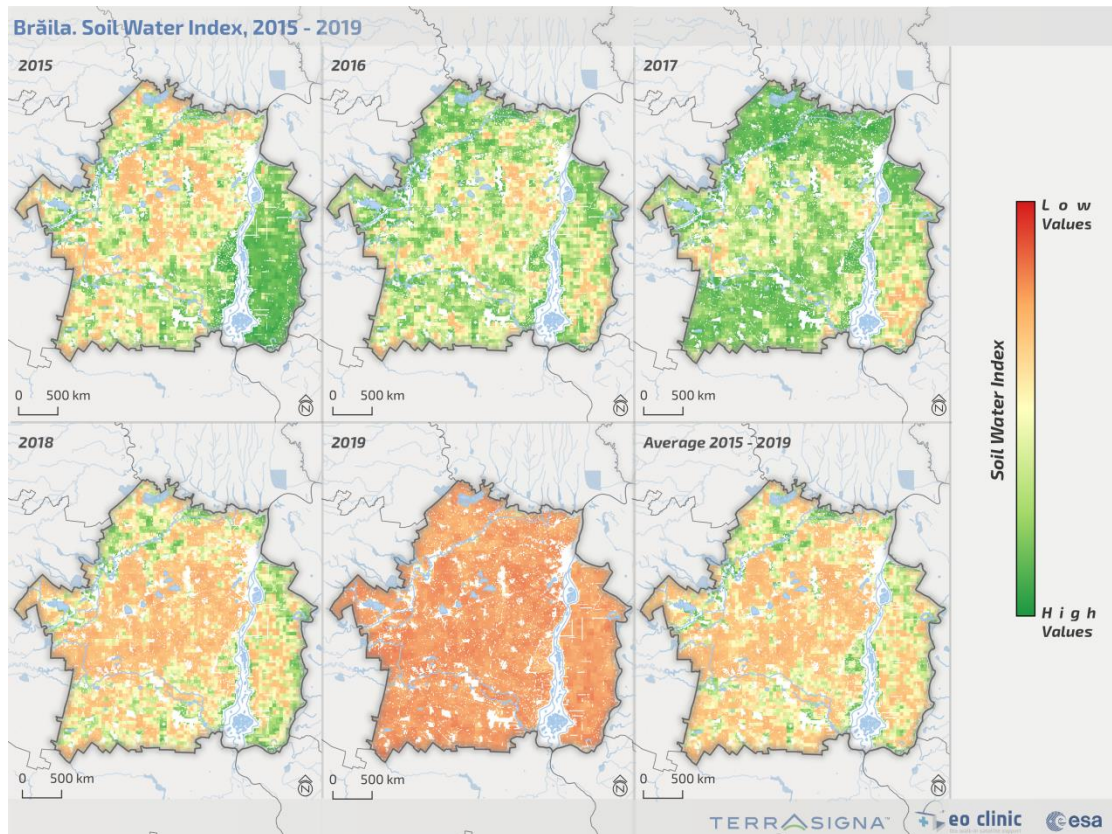 Brăila. Soil Water Index, 2015 - 2019
2015
2016
2017
0 500 km
N
0 500 km
N
0 500 km
N
2018
2019
Average 2015 - 2019
0 500 km
N
0 500 km
N
0 500 km
N
Low
Values
Soil Water Index
High
Values
TERRASIGNA™
eo clinic
esa